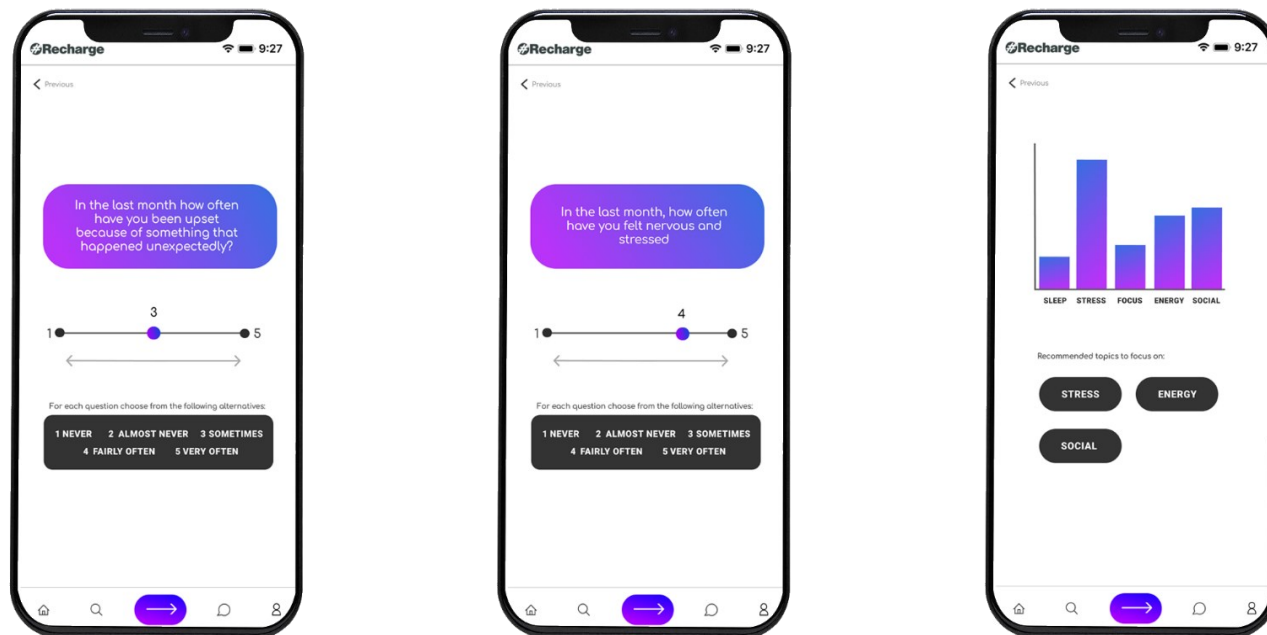 Recharge
9:27
Previous
In the last month how often
have you been upset
because of something that
happened unexpectedly?
3
1
5
For each question choose from the following alternatives:
1 NEVER 2 ALMOST NEVER 3 SOMETIMES
4 FAIRLY OFTEN 5 VERY OFTEN
Recharge
9:27
Previous
In the last month, how often
have you felt nervous and
stressed
4
1
5
For each question choose from the following alternatives:
1 NEVER 2 ALMOST NEVER 3 SOMETIMES
4 FAIRLY OFTEN 5 VERY OFTEN
Recharge
9:27
Previous
SLEEP STRESS FOCUS ENERGY SOCIAL
Recommended topics to focus on:
STRESS ENERGY
SOCIAL